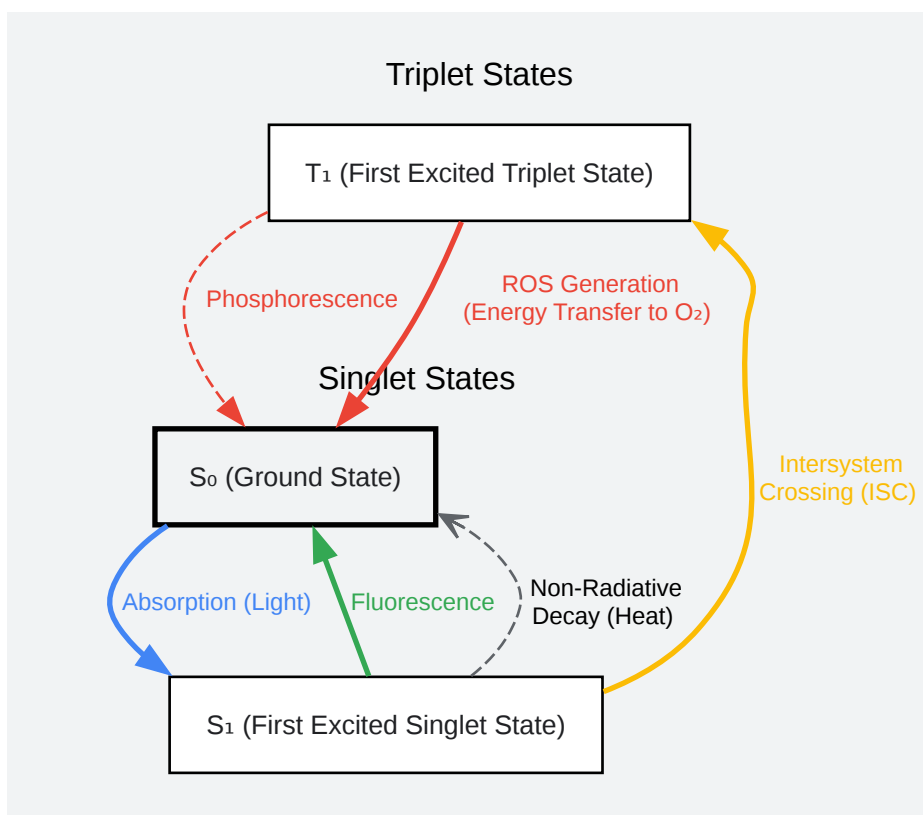 Triplet States
T₁ (First Excited Triplet State)
Phosphorescence
ROS Generation
(Energy Transfer to O₂)
Singlet States
S₀ (Ground State)
Intersystem
Crossing (ISC)
Absorption (Light)
Fluorescence
Non-Radiative
Decay (Heat)
S₁ (First Excited Singlet State)